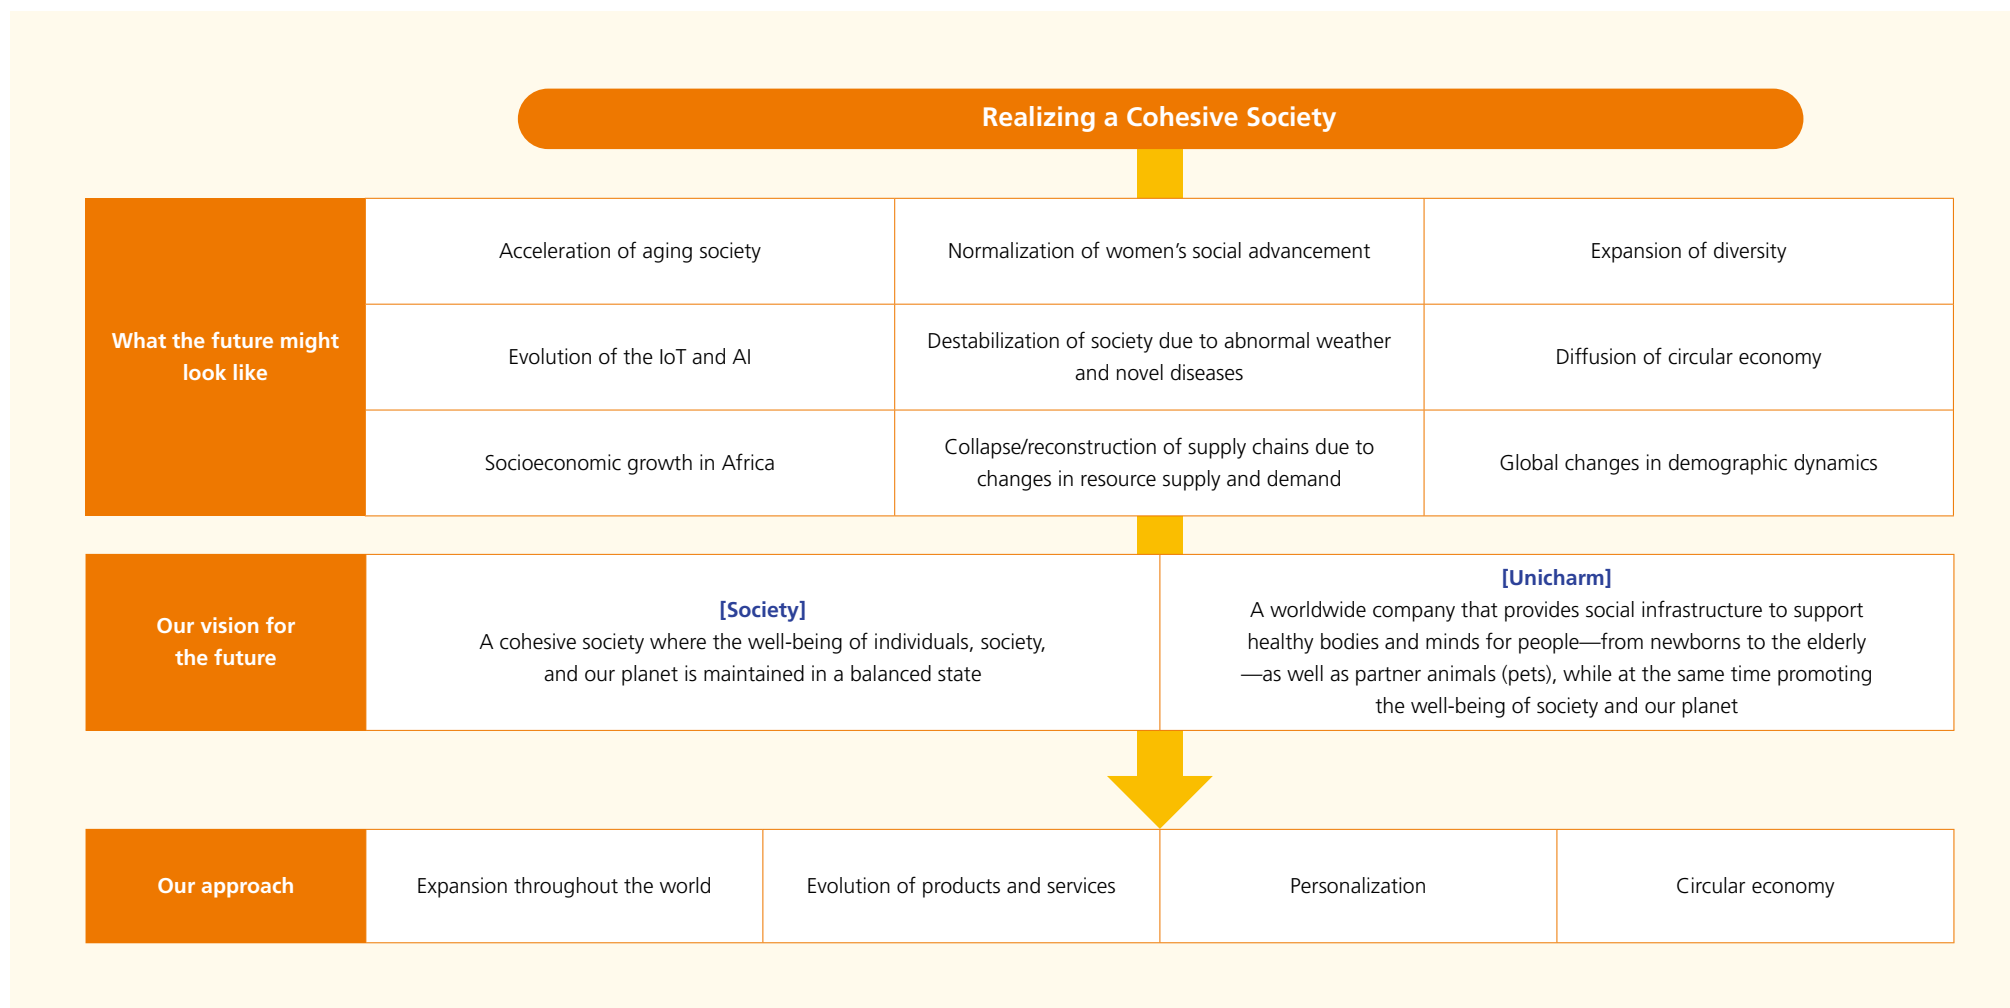 Realizing a Cohesive Society
What the future might
look like
Acceleration of aging society
Normalization of women's social advancement
Expansion of diversity
Evolution of the IoT and AI
Destabilization of society due to abnormal weather
and novel diseases
Diffusion of circular economy
Socioeconomic growth in Africa
Collapse/reconstruction of supply chains due to
changes in resource supply and demand
Global changes in demographic dynamics
Our vision for
the future
[Society]
A cohesive society where the well-being of individuals, society,
and our planet is maintained in a balanced state
[Unicharm]
A worldwide company that provides social infrastructure to support
healthy bodies and minds for people—from newborns to the elderly
—as well as partner animals (pets), while at the same time promoting
the well-being of society and our planet
Our approach
Expansion throughout the world
Evolution of products and services
Personalization
Circular economy